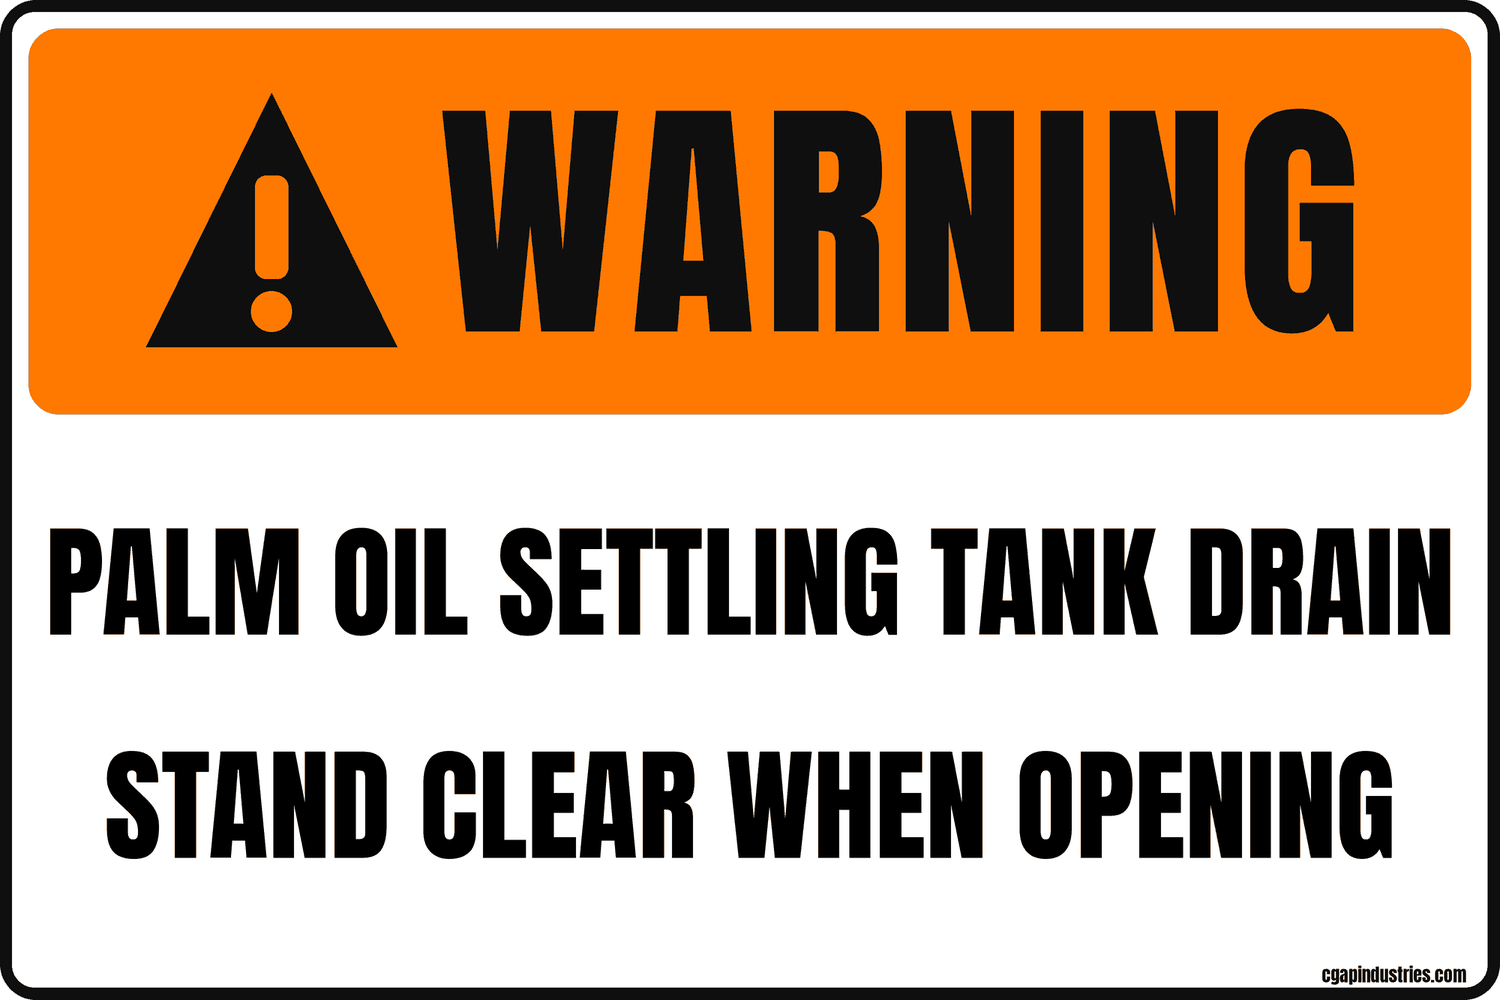 WARNING
PALM OIL SETTLING TANK DRAIN
STAND CLEAR WHEN OPENING
cgapindustries.com